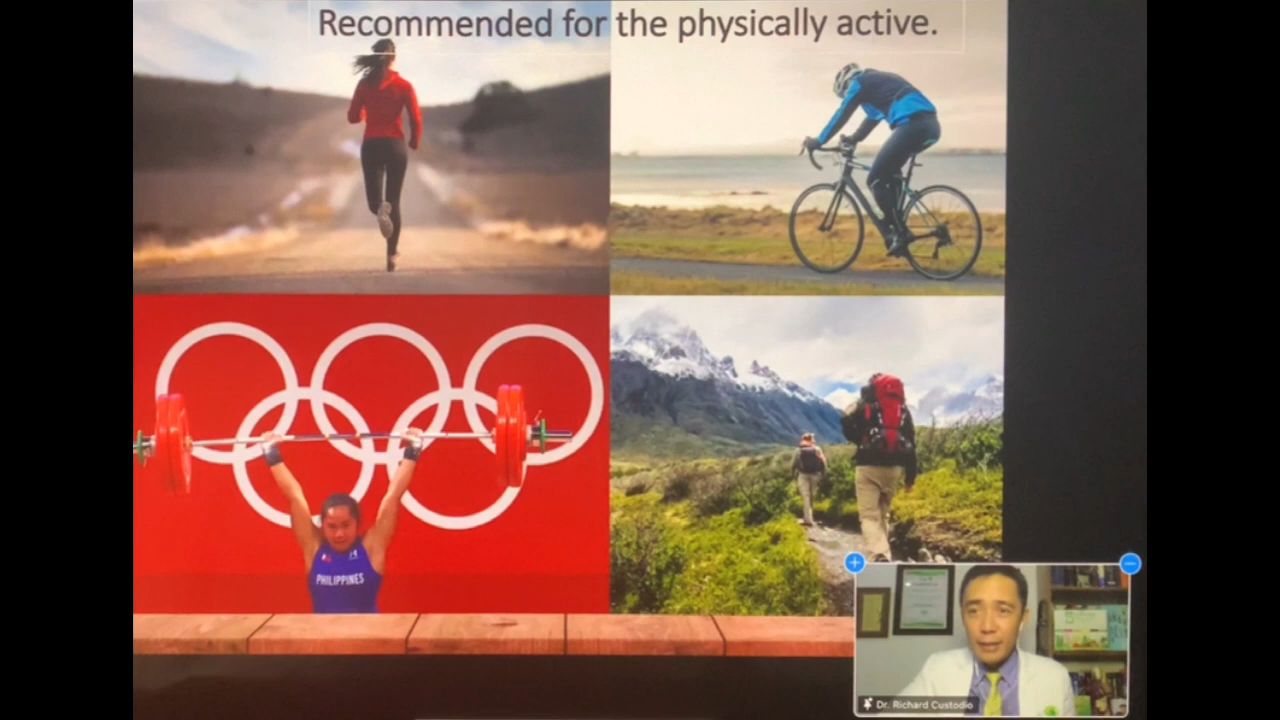 Recommended for the physically active.
PHILIPPINES
Dr. Richard Custodio